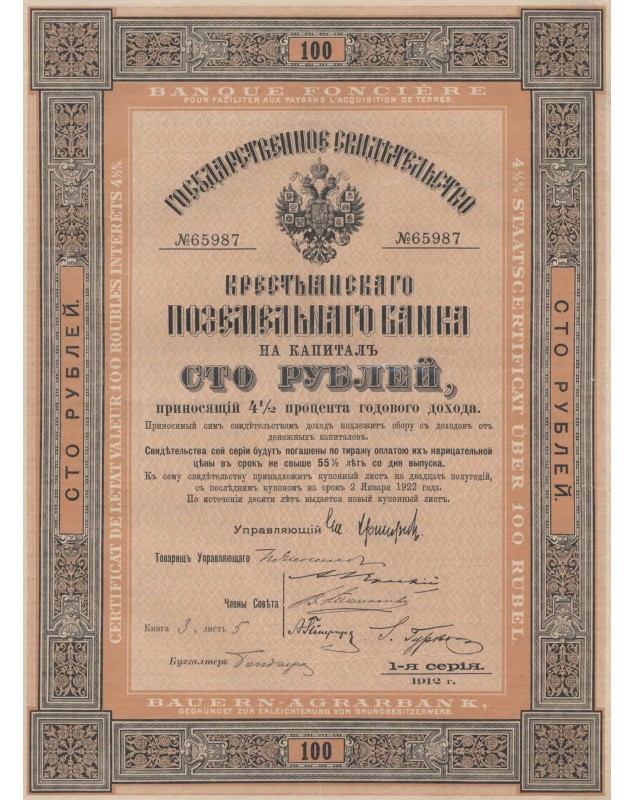 100
BANQUE FONCIÈRE
POUR FACILITER AUX PAYSANS L'ACQUISITION DE TERRES.
ГОСУДАРСТВЕННОЕ СВИДѢТЕЛЬСТВО
№65987
№65987
КРЕСТЬЯНСКАГО
ПОЗЕМЕЛЬНАГО БАНКА
НА КАПИТАЛЪ
СТО РУБЛЕЙ,
приносящій 4½ процента годового дохода.
Приносимый симъ свидѣтельствомъ доходъ подлежитъ сбору съ доходовъ отъ
денежныхъ капиталовъ.
Свидѣтельства сей серіи будутъ погашены по тиражу оплатою ихъ нарицательной
цѣны въ срокъ не свыше 55½ лѣтъ со дня выпуска.
Къ сему свидѣтельству принадлежитъ купонный листъ на двадцать полугодій,
съ послѣднимъ купономъ на срокъ 2 Января 1922 года.
По истеченіи десяти лѣтъ выдается новый купонный листъ.
Управляющій
Товарищъ Управляющаго
Члены Совѣта
Книга 3, листъ 5
Бухгалтеръ
1-я серія.
1912 г.
BAUERN-AGRARBANK,
GEGRÜNDET ZUR ERLEICHTERUNG VON GRUNDBESITZERWERB.
100
СТО РУБЛЕЙ.
CERTIFICAT DE L'ÉTAT VALEUR 100 ROUBLES INTÉRÊTS 4½%.
4½% STAATSCERTIFICAT ÜBER 100 RUBEL.
СТО РУБЛЕЙ.